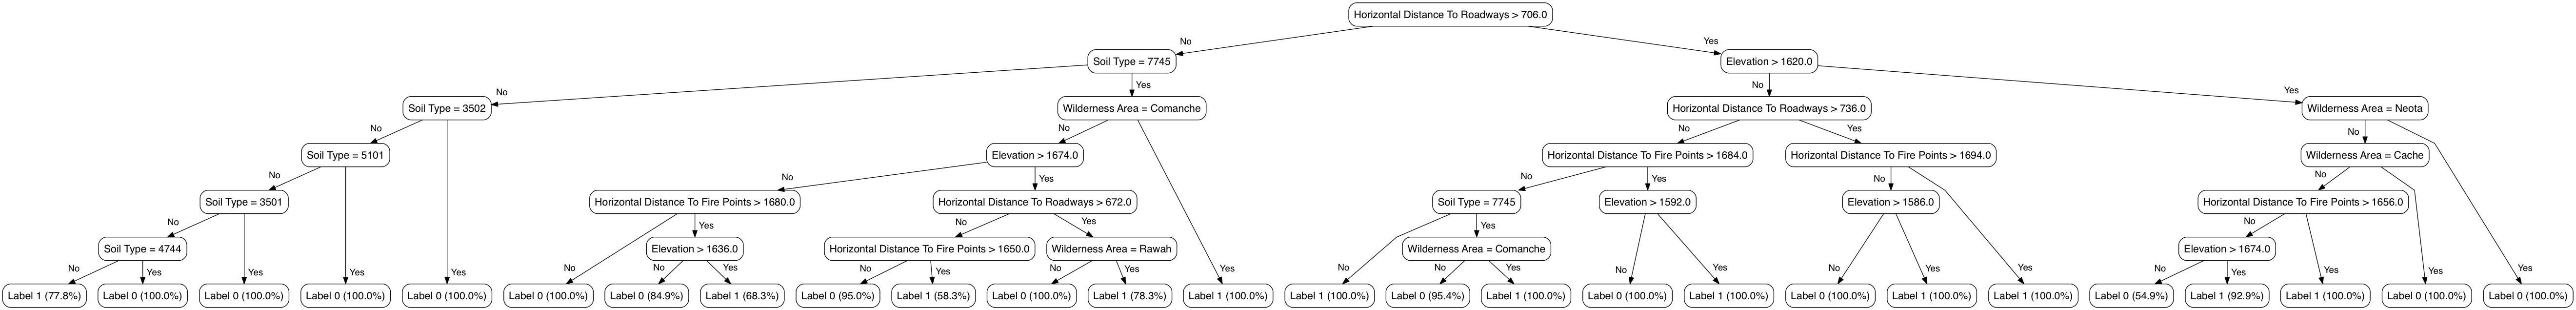 Horizontal Distance To Roadways > 706.0
No
Yes
Soil Type = 7745
Elevation > 1620.0
No
Yes
No
Yes
Soil Type = 3502
Wilderness Area = Comanche
Horizontal Distance To Roadways > 736.0
Wilderness Area = Neota
No
No
No
Yes
No
Soil Type = 5101
Elevation > 1674.0
Horizontal Distance To Fire Points > 1684.0
Horizontal Distance To Fire Points > 1694.0
Wilderness Area = Cache
No
No
Yes
No
Yes
No
No
Soil Type = 3501
Horizontal Distance To Fire Points > 1680.0
Horizontal Distance To Roadways > 672.0
Soil Type = 7745
Elevation > 1592.0
Elevation > 1586.0
Horizontal Distance To Fire Points > 1656.0
No
Yes
No
Yes
Yes
No
Soil Type = 4744
Elevation > 1636.0
Horizontal Distance To Fire Points > 1650.0
Wilderness Area = Rawah
Wilderness Area = Comanche
Elevation > 1674.0
No
Yes
Yes
Yes
Yes
No
No
Yes
No
Yes
No
Yes
Yes
No
No
Yes
No
Yes
No
Yes
Yes
No
Yes
Yes
Yes
Yes
Label 1 (77.8%)
Label 0 (100.0%)
Label 0 (100.0%)
Label 0 (100.0%)
Label 0 (100.0%)
Label 0 (100.0%)
Label 0 (84.9%)
Label 1 (68.3%)
Label 0 (95.0%)
Label 1 (58.3%)
Label 0 (100.0%)
Label 1 (78.3%)
Label 1 (100.0%)
Label 1 (100.0%)
Label 0 (95.4%)
Label 1 (100.0%)
Label 0 (100.0%)
Label 1 (100.0%)
Label 0 (100.0%)
Label 1 (100.0%)
Label 1 (100.0%)
Label 0 (54.9%)
Label 1 (92.9%)
Label 1 (100.0%)
Label 0 (100.0%)
Label 0 (100.0%)